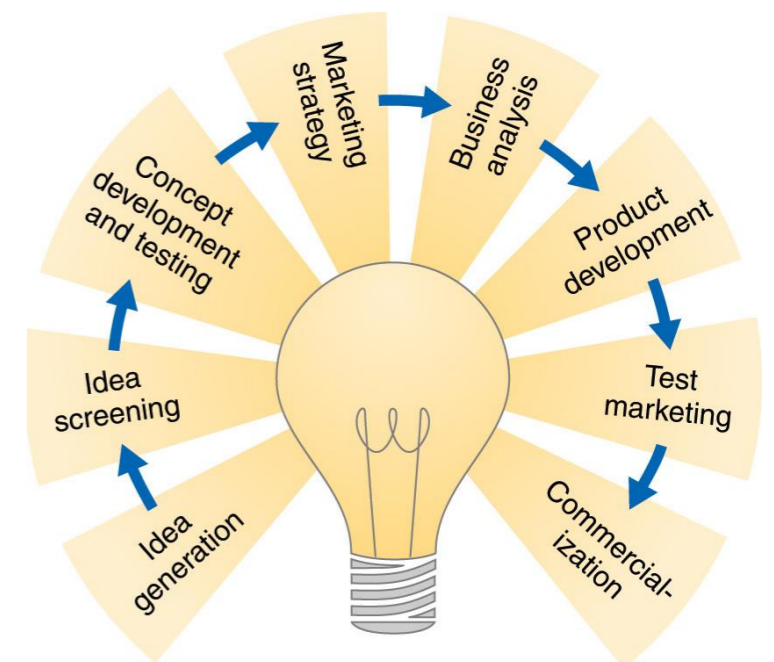 Idea
generation
Idea
screening
Concept
development
and testing
Marketing
strategy
Business
analysis
Product
development
Test
marketing
Commercial-
ization